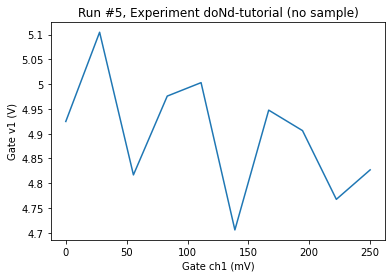 Run #5, Experiment doNd-tutorial (no sample)
Gate v1 (V)
5.1
5.05
5
4.95
4.9
4.85
4.8
4.75
4.7
0 50 100 150 200 250
Gate ch1 (mV)